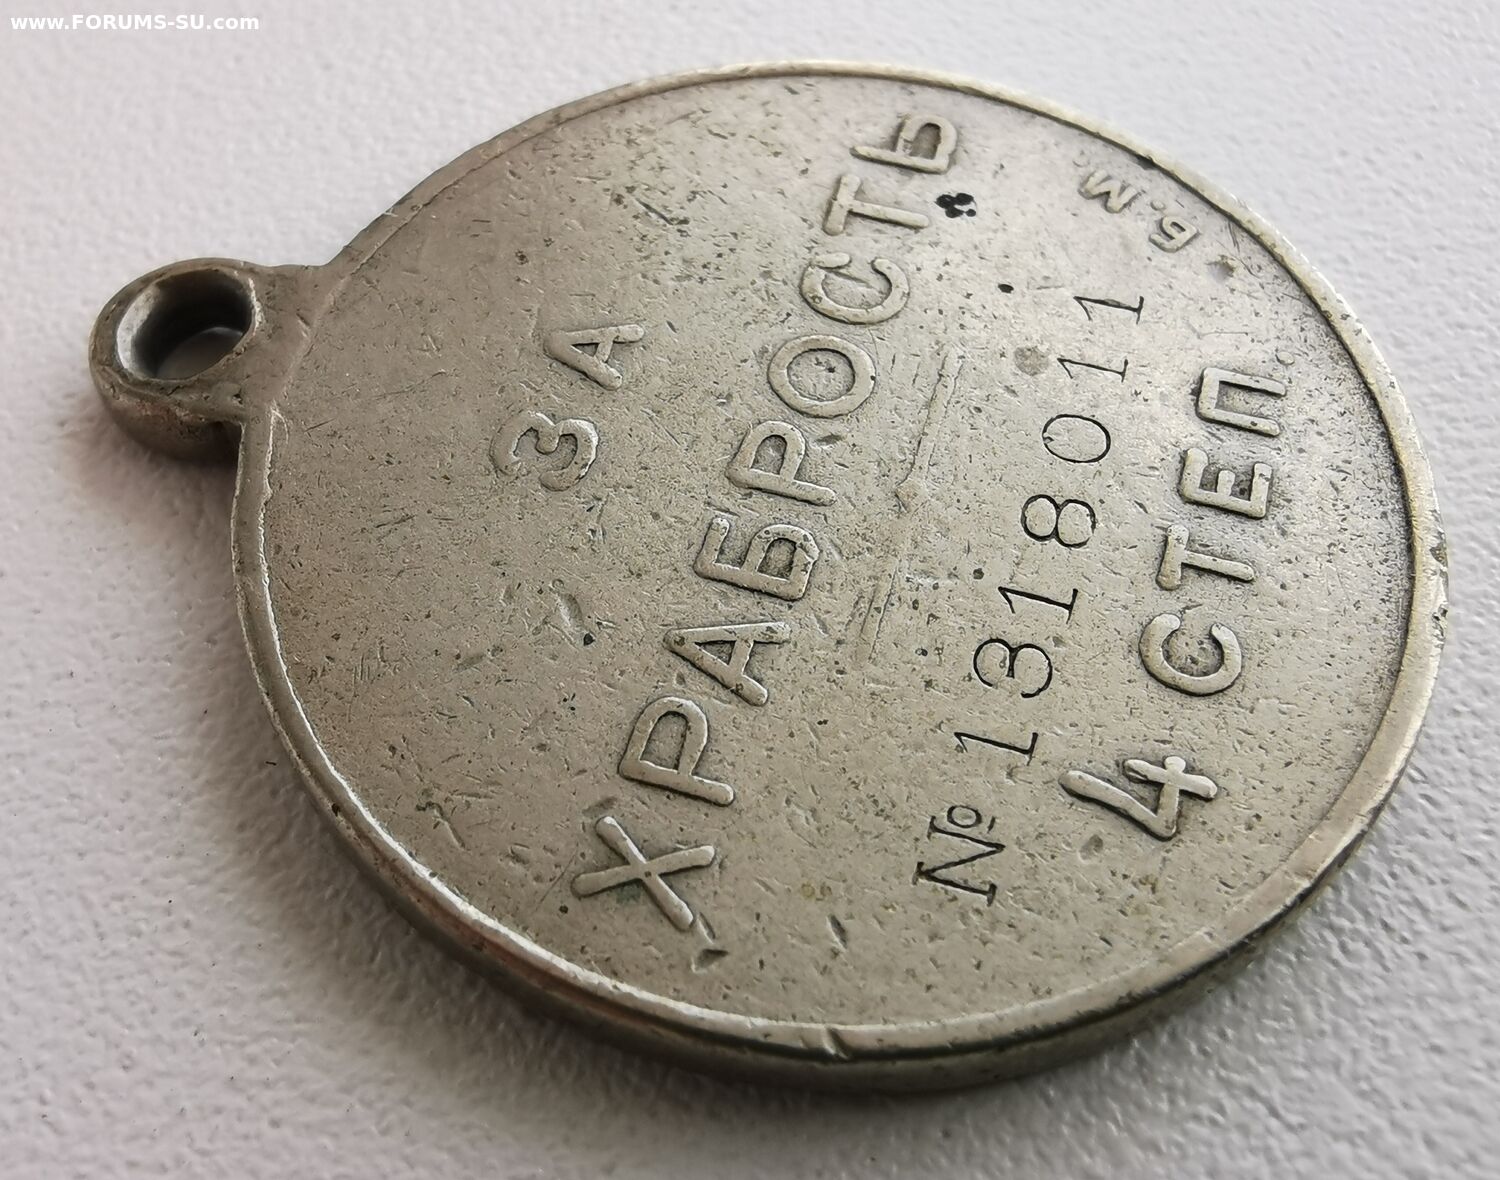 www.FORUMS-SU.com
ЗА
ХРАБРОСТЬ
№ 1318011
4 СТЕП.
Б.М.